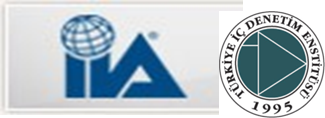 IIA
TÜRKİYE İÇ DENETİM ENSTİTÜSÜ
1995